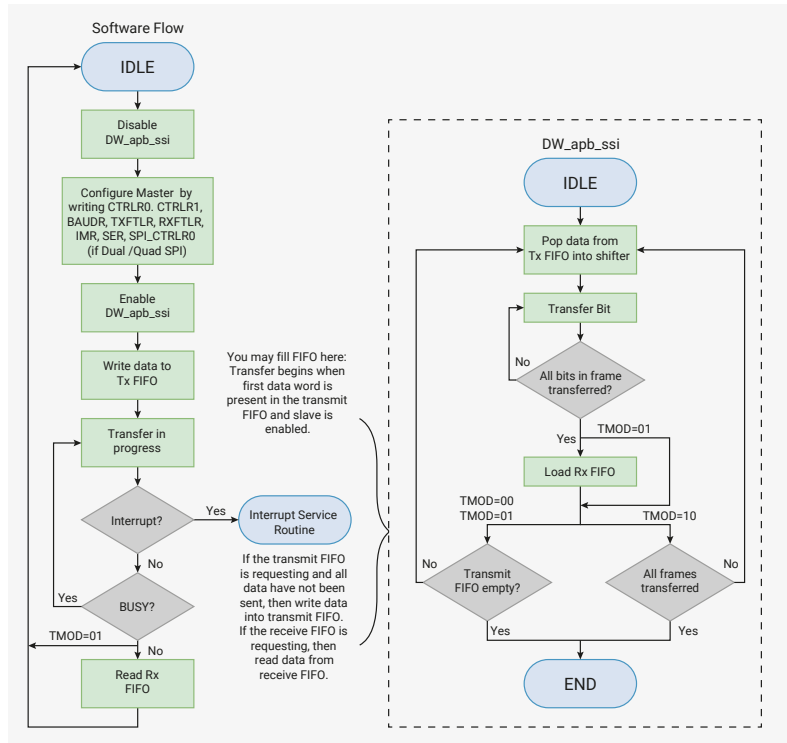 Software Flow
IDLE
Disable
DW_apb_ssi
Configure Master by
writing CTRLR0. CTRLR1,
BAUDR, TXFTLR, RXFTLR,
IMR, SER, SPI_CTRLR0
(if Dual /Quad SPI)
Enable
DW_apb_ssi
Write data to
Tx FIFO
Transfer in
progress
Interrupt?
Yes
Interrupt Service
Routine
No
Yes
BUSY?
TMOD=01
No
Read Rx
FIFO
You may fill FIFO here:
Transfer begins when
first data word is
present in the transmit
FIFO and slave is
enabled.
If the transmit FIFO
is requesting and all
data have not been
sent, then write data
into transmit FIFO.
If the receive FIFO is
requesting, then
read data from
receive FIFO.
DW_apb_ssi
IDLE
Pop data from
Tx FIFO into shifter
Transfer Bit
No
All bits in frame
transferred?
Yes
TMOD=01
Load Rx FIFO
TMOD=00
TMOD=01
TMOD=10
No
Transmit
FIFO empty?
All frames
transferred
No
Yes
Yes
END